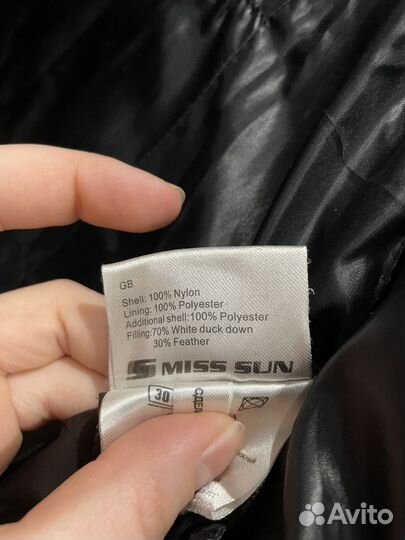 GB
Shell: 100% Nylon
Lining: 100% Polyester
Additional shell:100% Polyester
Filling:70% White duck down
30% Feather
MISS SUN
30
СДЕЛ
Avito